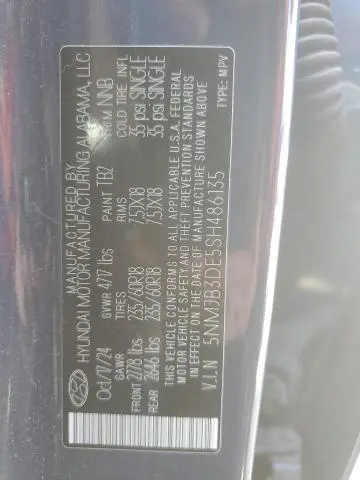 MANUFACTURED BY
HYUNDAI MOTOR MANUFACTURING ALABAMA, LLC
Oct/17/24 GVWR 4717 lbs PAINT TB2 TRIM NNB
GAWR TIRES RIMS COLD TIRE INFL
FRONT 2778 lbs 235/60R18 7.5JX18 35 psi SINGLE
REAR 2646 lbs 235/60R18 7.5JX18 35 psi SINGLE
THIS VEHICLE CONFORMS TO ALL APPLICABLE U.S.A. FEDERAL
MOTOR VEHICLE SAFETY AND THEFT PREVENTION STANDARDS
IN EFFECT ON THE DATE OF MANUFACTURE SHOWN ABOVE
V.I.N 5NMJB3DE5SH486135 TYPE: MPV